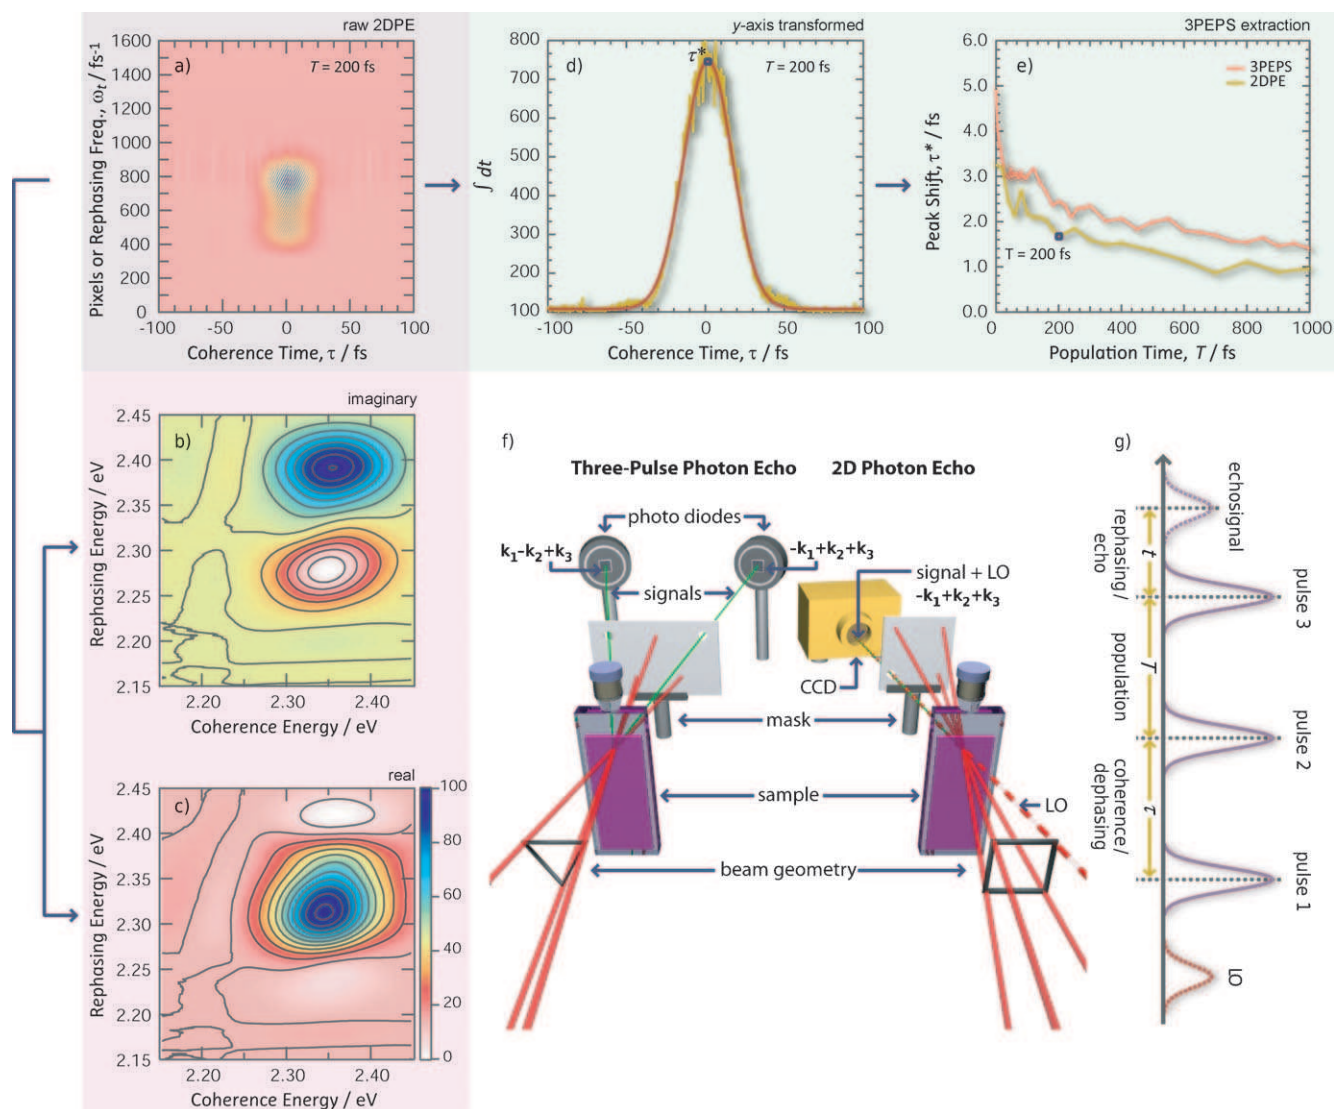 raw 2DPE
Pixels or Rephasing Freq., ωt / fs-1
1600
1400
1200
1000
800
600
400
200
0
a)
T = 200 fs
-100
-50
0
50
100
Coherence Time, τ / fs
y-axis transformed
∫ dt
800
700
600
500
400
300
200
100
d)
τ*
T = 200 fs
-100
-50
0
50
100
Coherence Time, τ / fs
3PEPS extraction
Peak Shift, τ* / fs
6.0
5.0
4.0
3.0
2.0
1.0
0
e)
3PEPS
2DPE
T = 200 fs
0
200
400
600
800
1000
Population Time, T / fs
imaginary
Rephasing Energy / eV
2.45
2.40
2.35
2.30
2.25
2.20
2.15
b)
2.20
2.30
2.40
Coherence Energy / eV
real
Rephasing Energy / eV
2.45
2.40
2.35
2.30
2.25
2.20
2.15
c)
100
80
60
40
20
0
2.20
2.30
2.40
Coherence Energy / eV
f)
Three-Pulse Photon Echo
2D Photon Echo
photo diodes
k1-k2+k3
-k1+k2+k3
signals
signal + LO
-k1+k2+k3
CCD
mask
sample
LO
beam geometry
g)
echosignal
rephasing/
echo
t
pulse 3
population
T
pulse 2
coherence/
dephasing
τ
pulse 1
LO